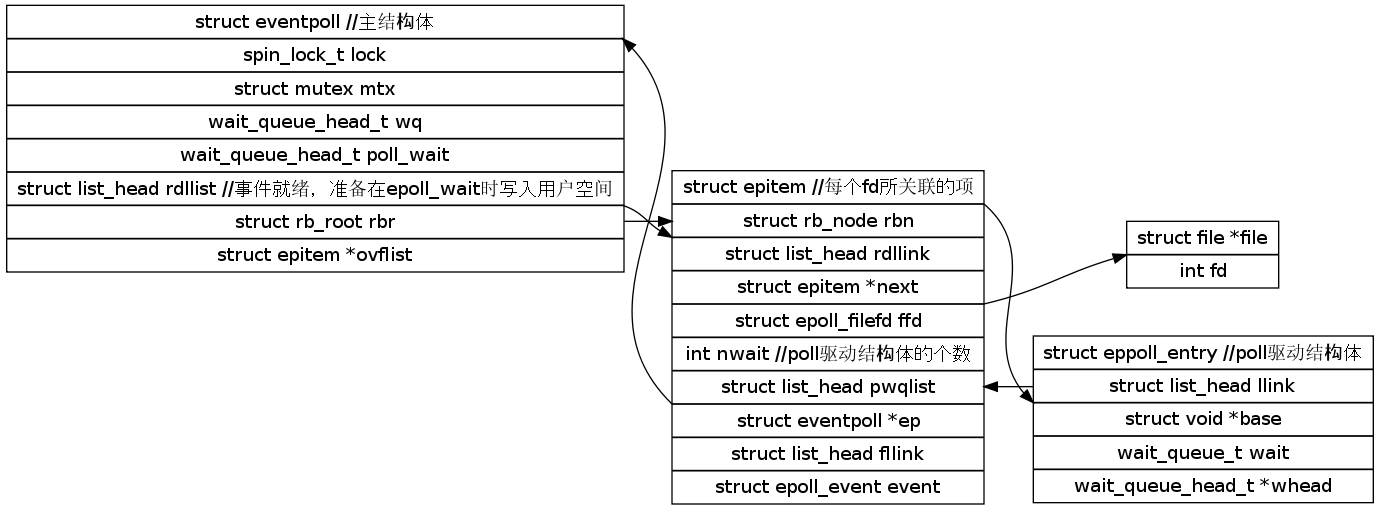 struct eventpoll //主结构体
spin_lock_t lock
struct mutex mtx
wait_queue_head_t wq
wait_queue_head_t poll_wait
struct list_head rdllist //事件就绪，准备在epoll_wait时写入用户空间
struct rb_root rbr
struct epitem *ovflist
struct epitem //每个fd所关联的项
struct rb_node rbn
struct list_head rdllink
struct epitem *next
struct epoll_filefd ffd
int nwait //poll驱动结构体的个数
struct list_head pwqlist
struct eventpoll *ep
struct list_head fllink
struct epoll_event event
struct file *file
int fd
struct eppoll_entry //poll驱动结构体
struct list_head llink
struct void *base
wait_queue_t wait
wait_queue_head_t *whead